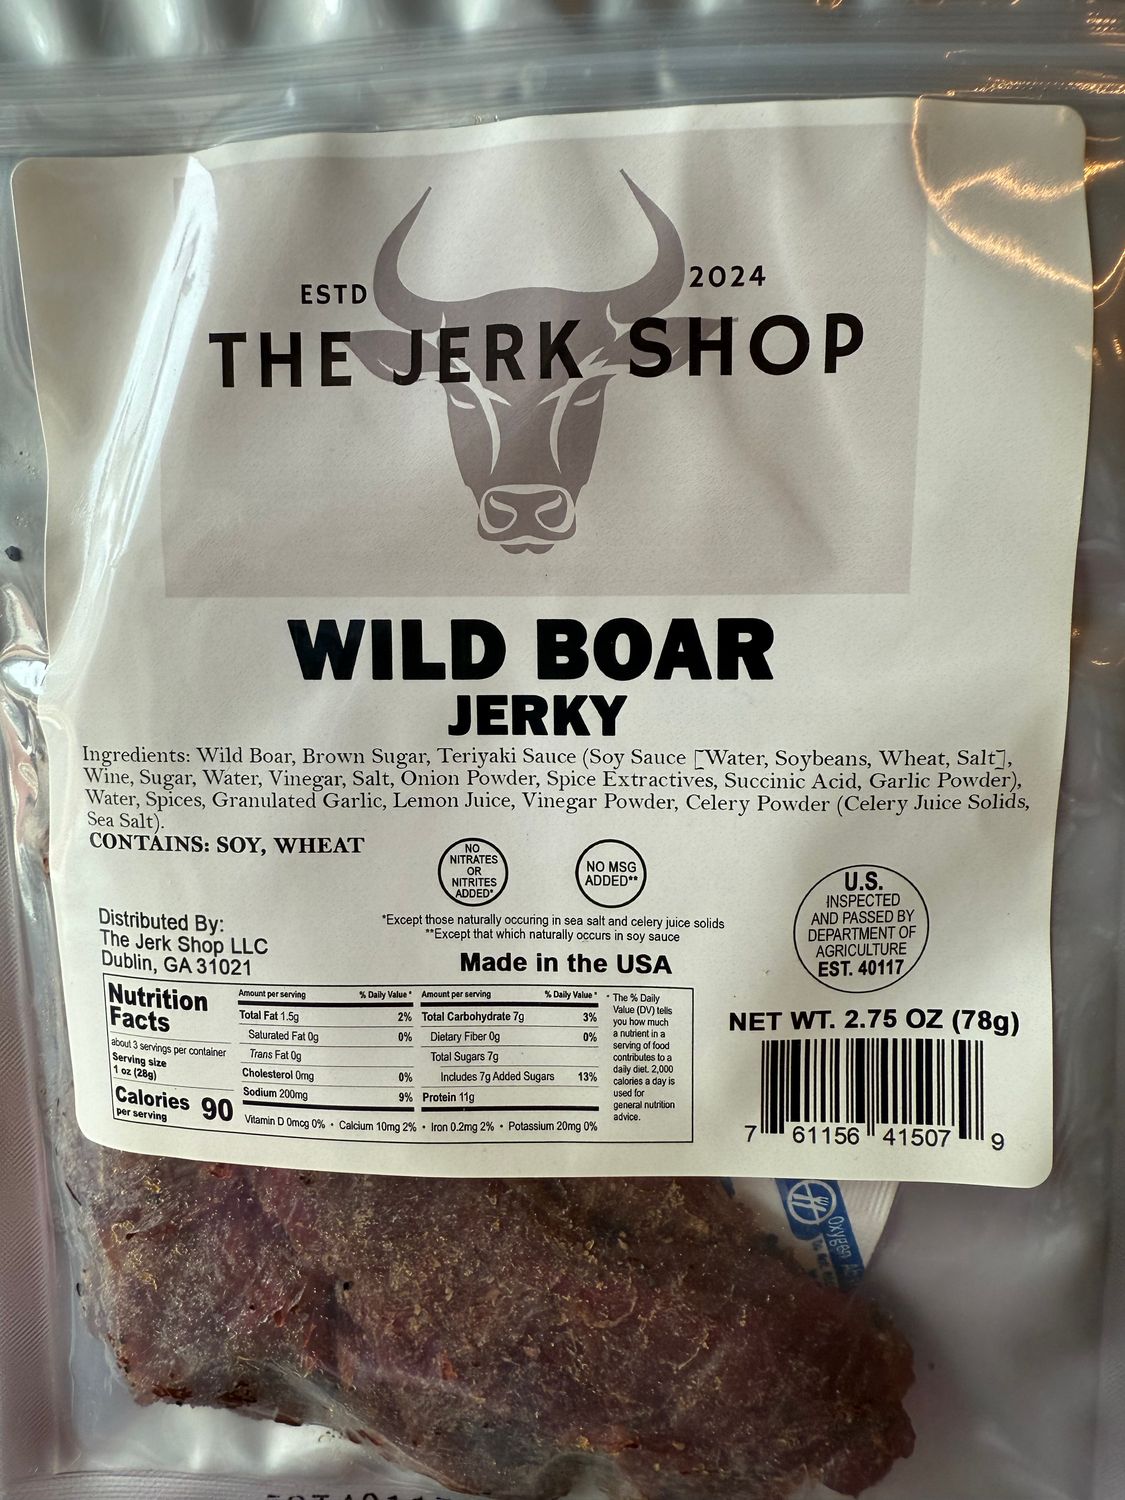 ESTD 2024
THE JERK SHOP
WILD BOAR
JERKY
Ingredients: Wild Boar, Brown Sugar, Teriyaki Sauce (Soy Sauce [Water, Soybeans, Wheat, Salt],
Wine, Sugar, Water, Vinegar, Salt, Onion Powder, Spice Extractives, Succinic Acid, Garlic Powder),
Water, Spices, Granulated Garlic, Lemon Juice, Vinegar Powder, Celery Powder (Celery Juice Solids,
Sea Salt).
CONTAINS: SOY, WHEAT
NO
NITRATES
OR
NITRITES
ADDED*
NO MSG
ADDED**
*Except those naturally occuring in sea salt and celery juice solids
**Except that which naturally occurs in soy sauce
Made in the USA
U.S.
INSPECTED
AND PASSED BY
DEPARTMENT OF
AGRICULTURE
EST. 40117
Distributed By:
The Jerk Shop LLC
Dublin, GA 31021
Nutrition
Facts
about 3 servings per container
Serving size
1 oz (28g)
Calories 90
per serving
Amount per serving % Daily Value*
Total Fat 1.5g 2%
Saturated Fat 0g 0%
Trans Fat 0g
Cholesterol 0mg 0%
Sodium 200mg 9%
Amount per serving % Daily Value*
Total Carbohydrate 7g 3%
Dietary Fiber 0g 0%
Total Sugars 7g
Includes 7g Added Sugars 13%
Protein 11g
Vitamin D 0mcg 0% • Calcium 10mg 2% • Iron 0.2mg 2% • Potassium 20mg 0%
* The % Daily
Value (DV) tells
you how much
a nutrient in a
serving of food
contributes to a
daily diet. 2,000
calories a day is
used for
general nutrition
advice.
NET WT. 2.75 OZ (78g)
7 61156 41507 9
Oxygen